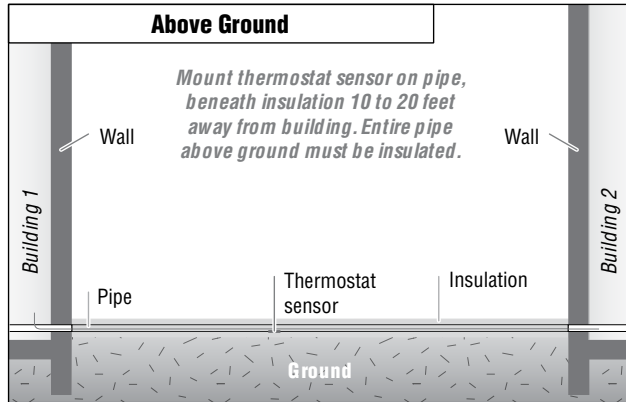 Above Ground
Mount thermostat sensor on pipe,
beneath insulation 10 to 20 feet
away from building. Entire pipe
above ground must be insulated.
Wall
Wall
Building 1
Building 2
Pipe
Thermostat
sensor
Insulation
Ground